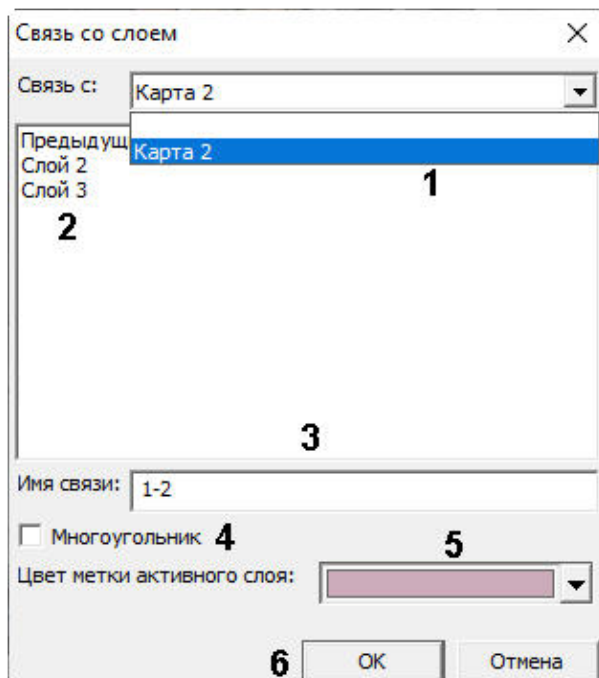 Связь со слоем
Связь с: Карта 2
Карта 2
1
Предыдущ
Слой 2
Слой 3
2
3
Имя связи: 1-2
Многоугольник 4
5
Цвет метки активного слоя:
6 OK Отмена